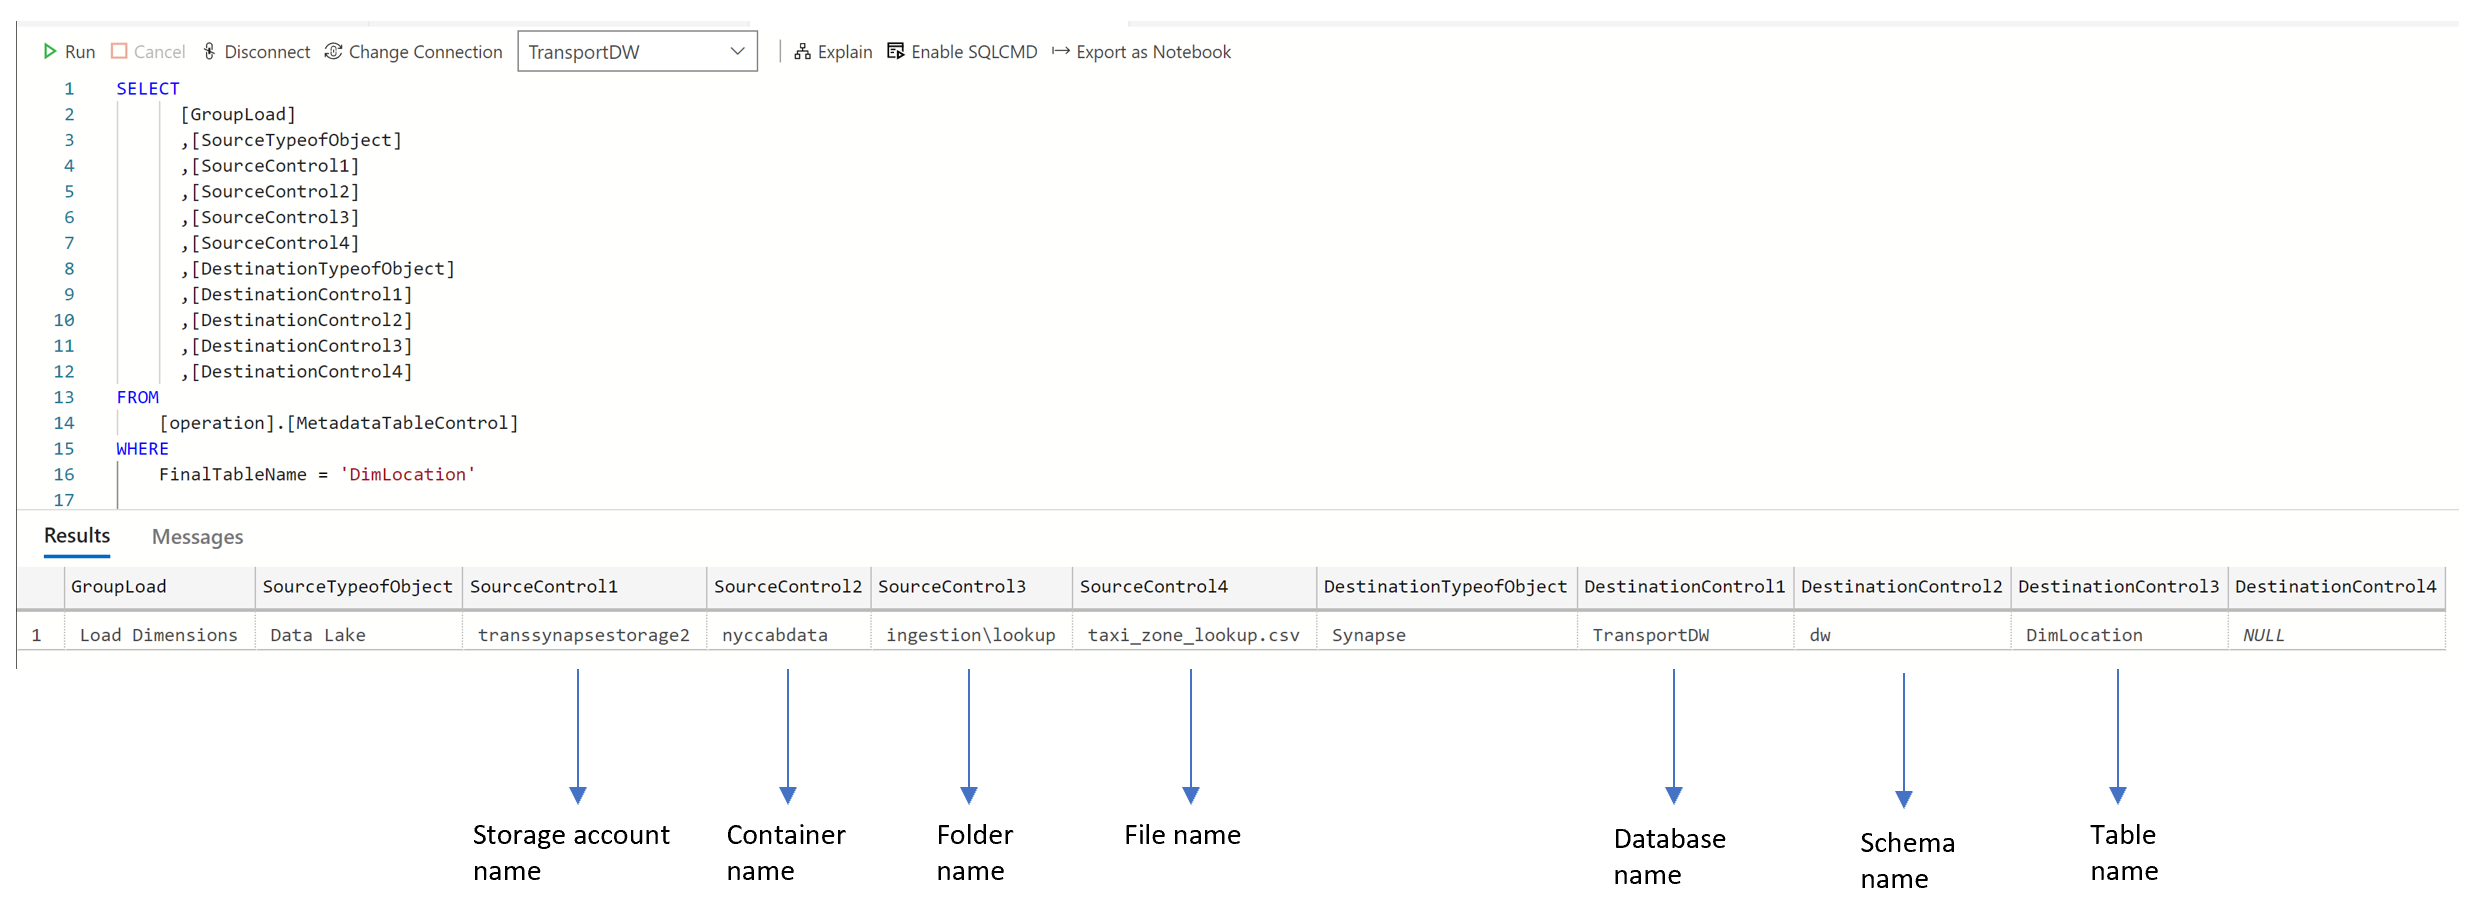 Run Cancel Disconnect Change Connection TransportDW Explain Enable SQLCMD Export as Notebook
1 SELECT
2 [GroupLoad]
3 ,[SourceTypeofObject]
4 ,[SourceControl1]
5 ,[SourceControl2]
6 ,[SourceControl3]
7 ,[SourceControl4]
8 ,[DestinationTypeofObject]
9 ,[DestinationControl1]
10 ,[DestinationControl2]
11 ,[DestinationControl3]
12 ,[DestinationControl4]
13 FROM
14 [operation].[MetadataTableControl]
15 WHERE
16 FinalTableName = 'DimLocation'
17
Results Messages
GroupLoad SourceTypeofObject SourceControl1 SourceControl2 SourceControl3 SourceControl4 DestinationTypeofObject DestinationControl1 DestinationControl2 DestinationControl3 DestinationControl4
1 Load Dimensions Data Lake transsynapsestorage2 nyccabdata ingestion\lookup taxi_zone_lookup.csv Synapse TransportDW dw DimLocation NULL
Storage account
name
Container
name
Folder
name
File name
Database
name
Schema
name
Table
name